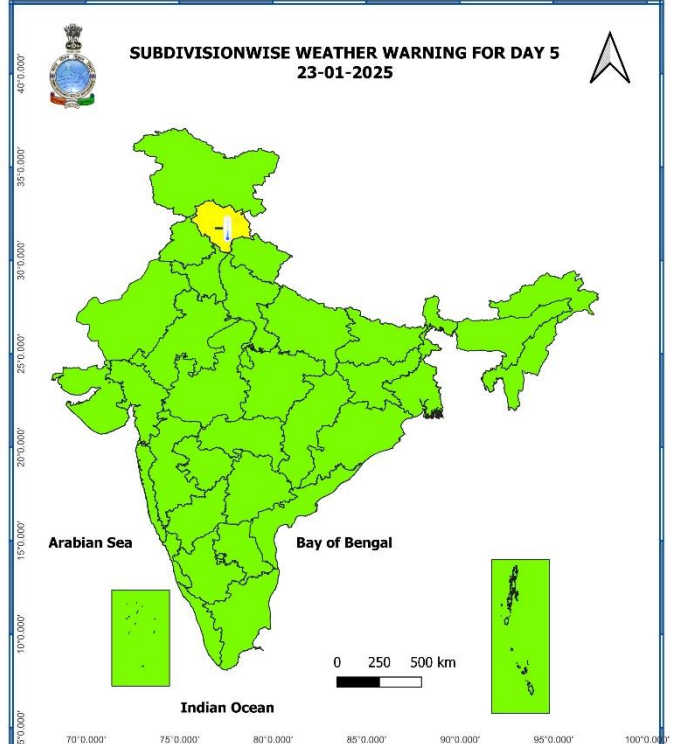 SUBDIVISIONWISE WEATHER WARNING FOR DAY 5
23-01-2025
40°0.000'
35°0.000'
30°0.000'
25°0.000'
20°0.000'
15°0.000'
10°0.000'
5°0.000'
Arabian Sea
Bay of Bengal
0 250 500 km
Indian Ocean
70°0.000' 75°0.000' 80°0.000' 85°0.000' 90°0.000' 95°0.000' 100°0.000'